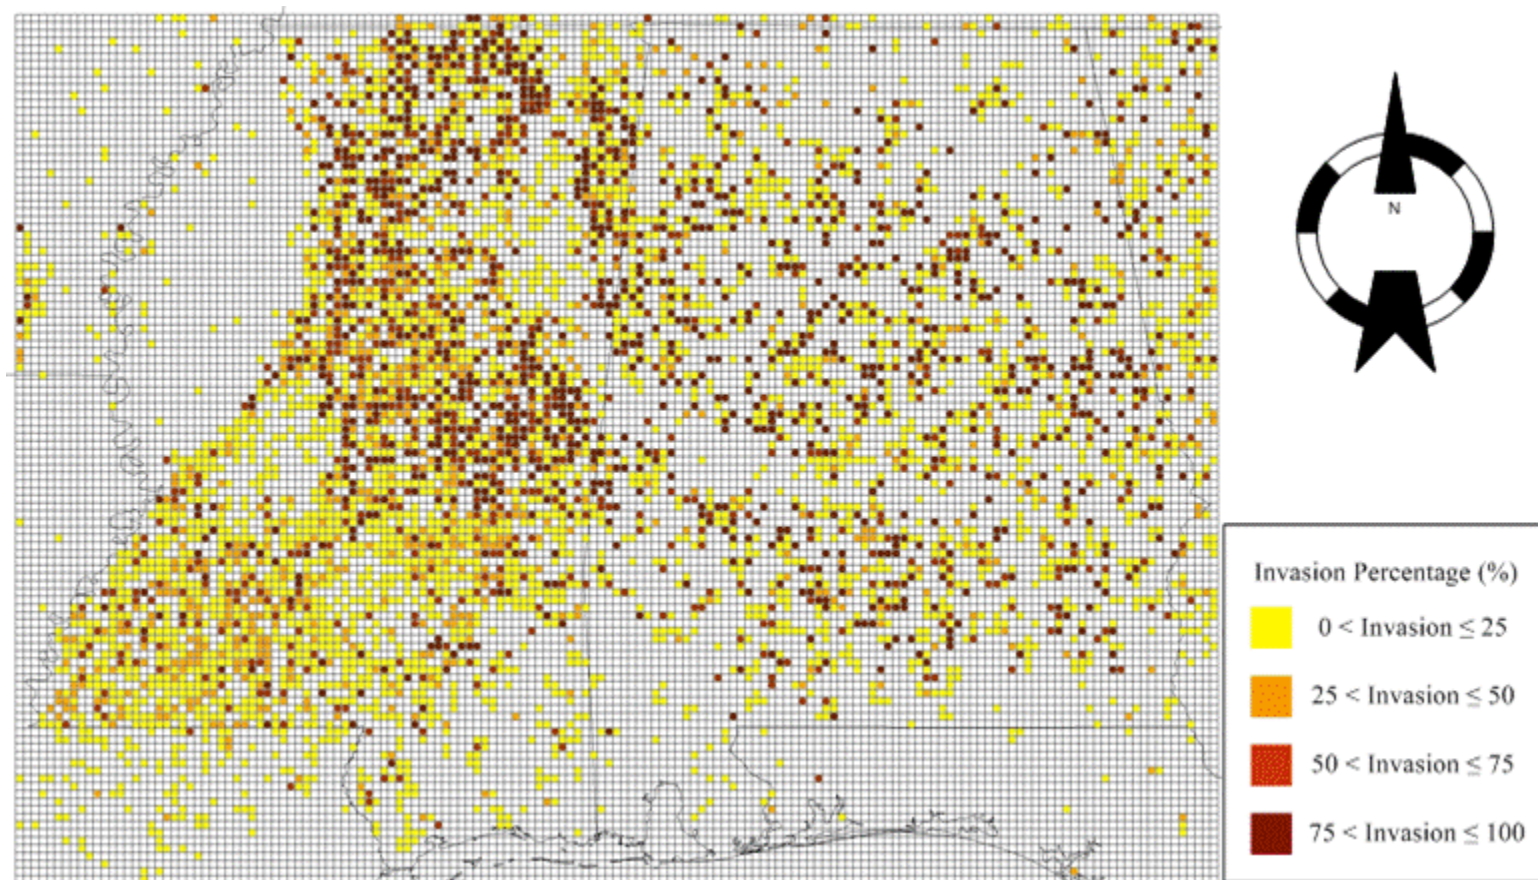 N
Invasion Percentage (%)
0 < Invasion ≤ 25
25 < Invasion ≤ 50
50 < Invasion ≤ 75
75 < Invasion ≤ 100